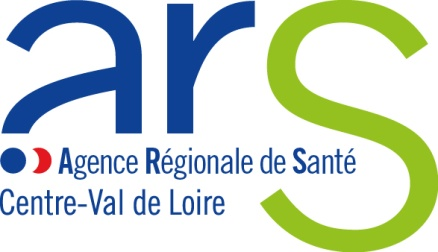 ars
Agence Régionale de Santé
Centre-Val de Loire